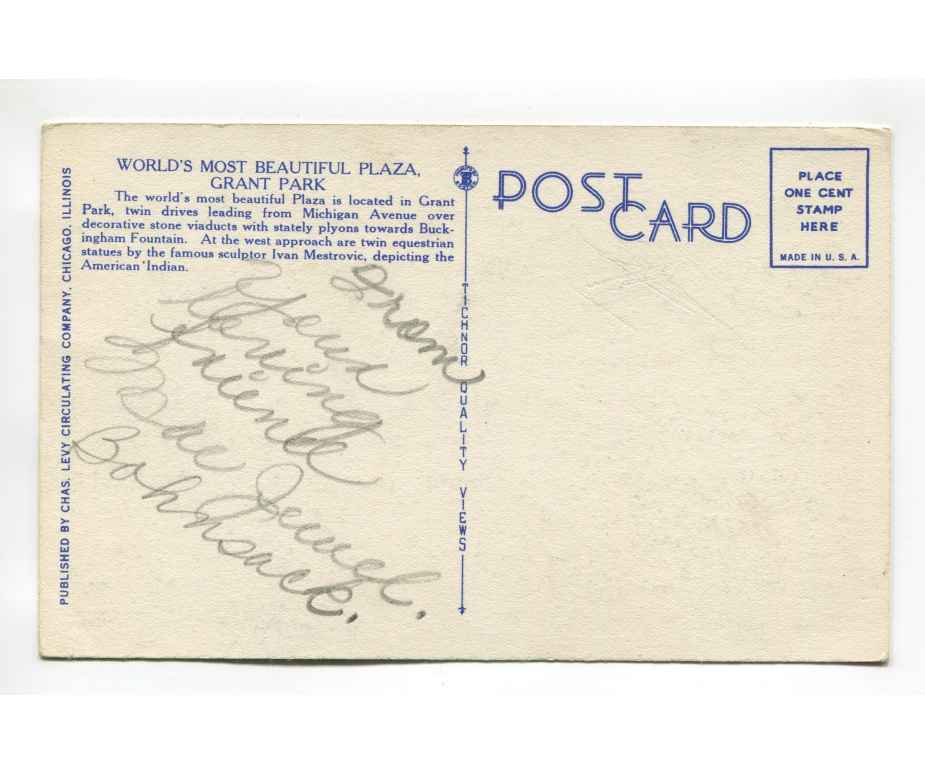 WORLD'S MOST BEAUTIFUL PLAZA,
GRANT PARK
The world's most beautiful Plaza is located in Grant
Park, twin drives leading from Michigan Avenue over
decorative stone viaducts with stately plyons towards Buck-
ingham Fountain. At the west approach are twin equestrian
statues by the famous sculptor Ivan Mestrovic, depicting the
American Indian.
From
Your
Loving
Friend
Mae Jewel.
Bohnsack.
PUBLISHED BY CHAS. LEVY CIRCULATING COMPANY, CHICAGO, ILLINOIS
TICHNOR QUALITY VIEWS
POST
CARD
PLACE
ONE CENT
STAMP
HERE
MADE IN U. S. A.